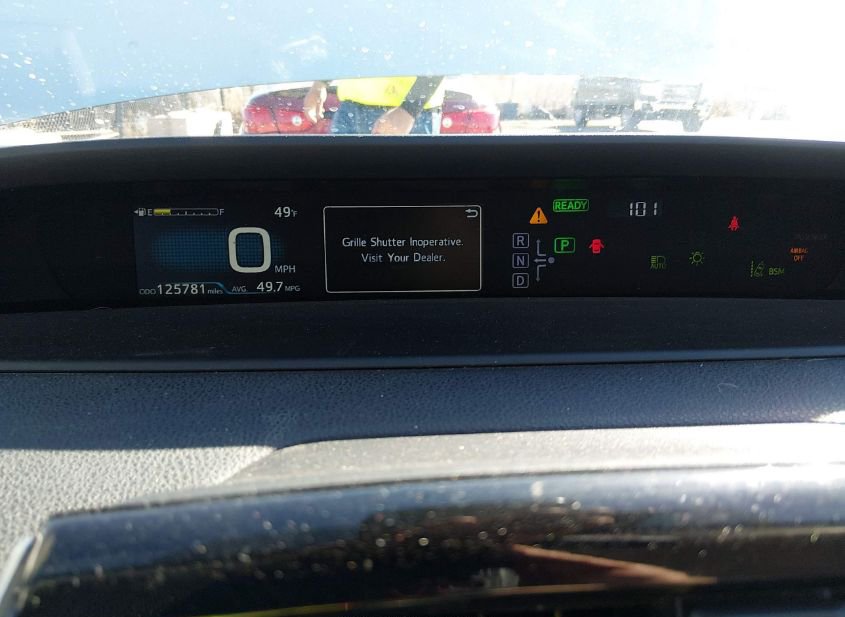 E F
49°F
0
MPH
ODO 125781 miles
AVG 49.7 MPG
Grille Shutter Inoperative.
Visit Your Dealer.
READY
R
N
D
P
101
AUTO
BSM
AIRBAG
OFF